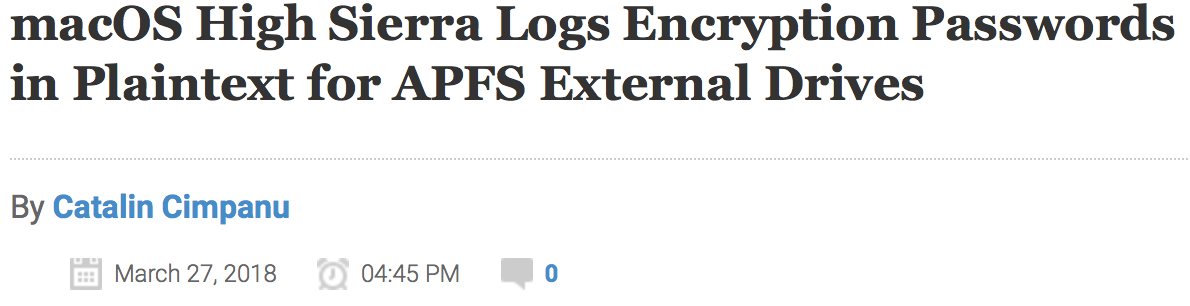 macOS High Sierra Logs Encryption Passwords
in Plaintext for APFS External Drives
By Catalin Cimpanu
March 27, 2018 04:45 PM 0